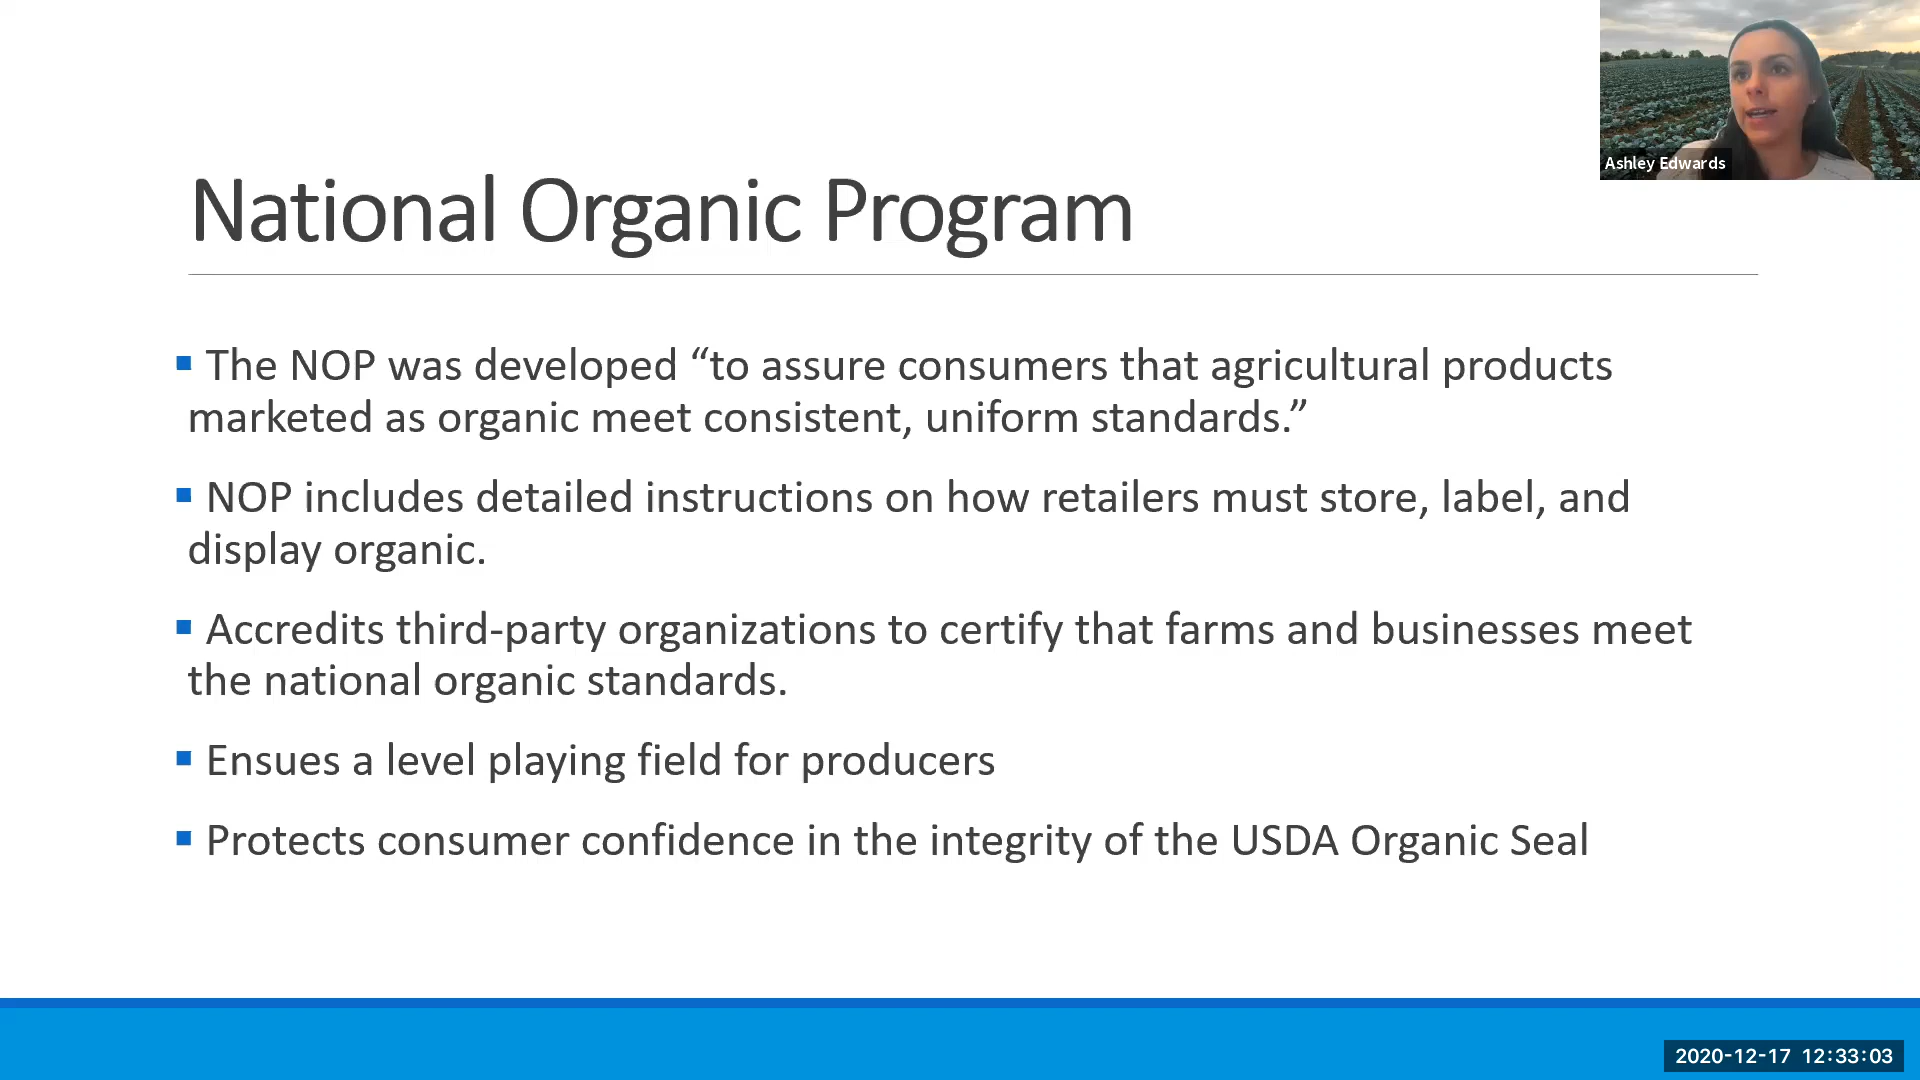 Ashley Edwards
National Organic Program
▪ The NOP was developed “to assure consumers that agricultural products
marketed as organic meet consistent, uniform standards.”
▪ NOP includes detailed instructions on how retailers must store, label, and
display organic.
▪ Accredits third-party organizations to certify that farms and businesses meet
the national organic standards.
▪ Ensues a level playing field for producers
▪ Protects consumer confidence in the integrity of the USDA Organic Seal
2020-12-17 12:33:03